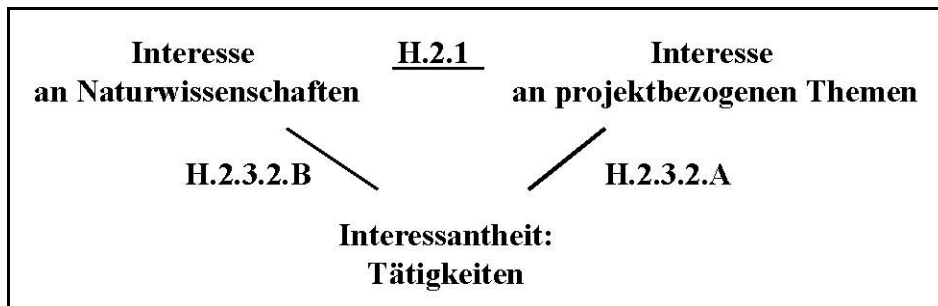 Interesse
an Naturwissenschaften
H.2.1
Interesse
an projektbezogenen Themen
H.2.3.2.B
H.2.3.2.A
Interessantheit:
Tätigkeiten